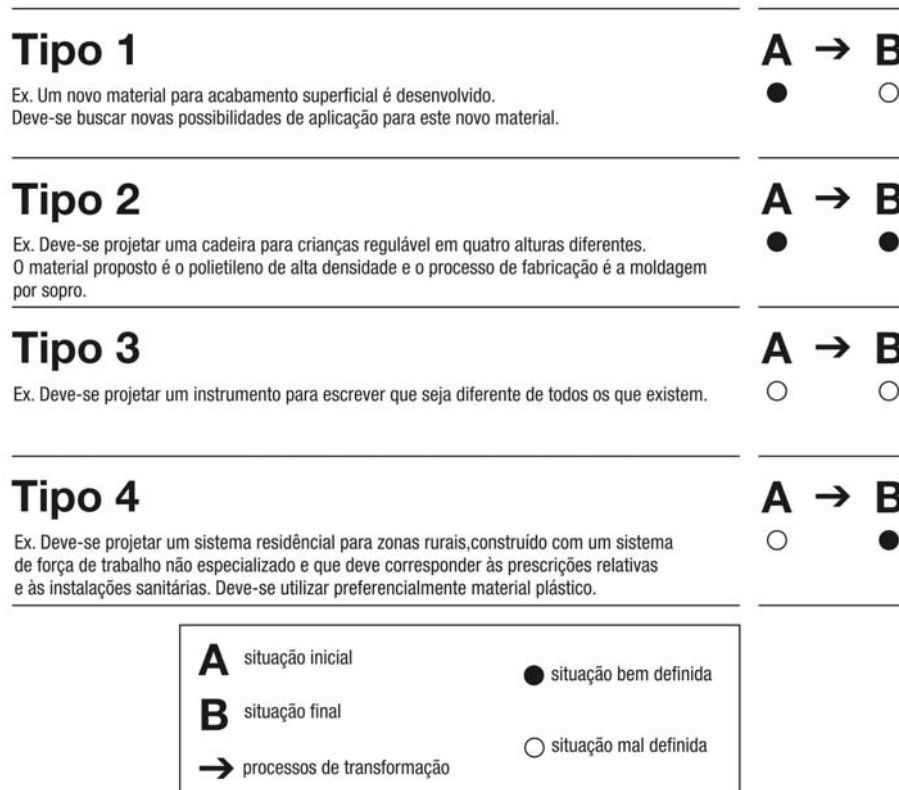 Tipo 1
A → B
Ex. Um novo material para acabamento superficial é desenvolvido.
Deve-se buscar novas possibilidades de aplicação para este novo material.
Tipo 2
A → B
Ex. Deve-se projetar uma cadeira para crianças regulável em quatro alturas diferentes.
O material proposto é o polietileno de alta densidade e o processo de fabricação é a moldagem
por sopro.
Tipo 3
A → B
Ex. Deve-se projetar um instrumento para escrever que seja diferente de todos os que existem.
Tipo 4
A → B
Ex. Deve-se projetar um sistema residêncial para zonas rurais,construído com um sistema
de força de trabalho não especializado e que deve corresponder às prescrições relativas
e às instalações sanitárias. Deve-se utilizar preferencialmente material plástico.
A situação inicial
B situação final
→ processos de transformação
situação bem definida
situação mal definida